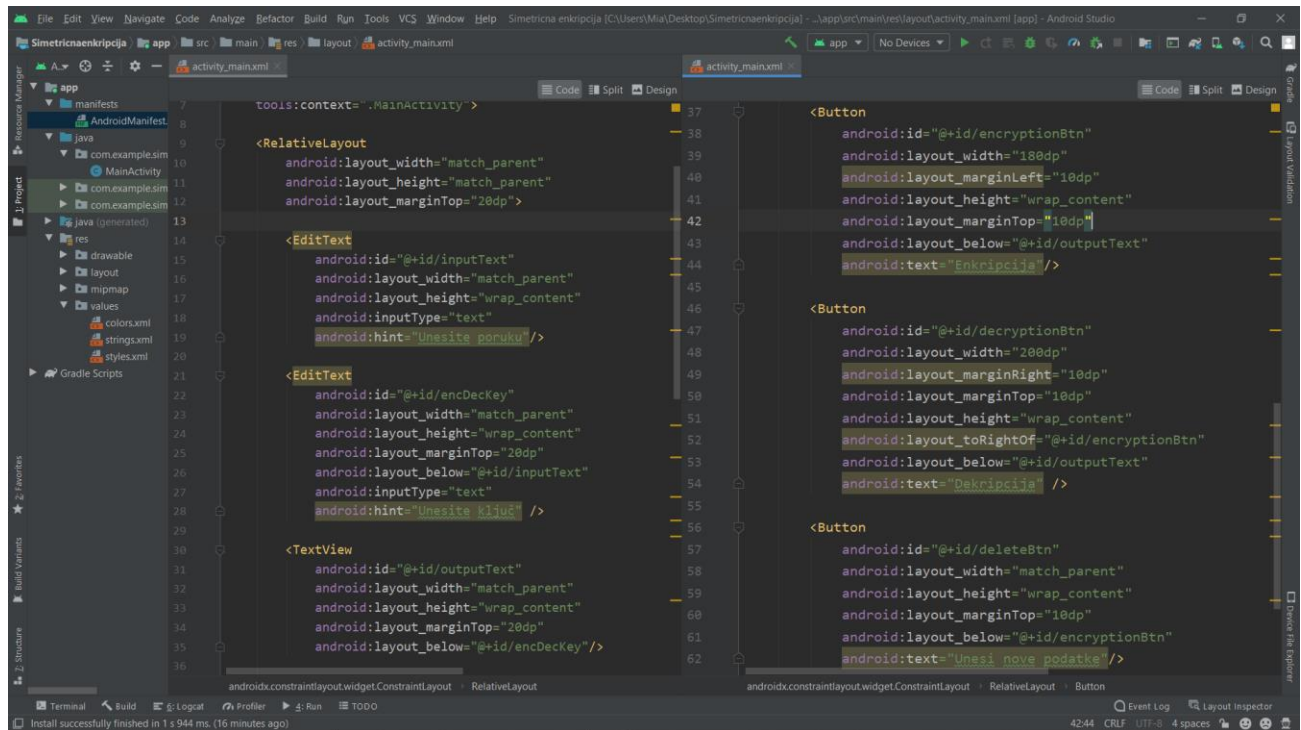 File Edit View Navigate Code Analyze Refactor Build Run Tools VCS Window Help Simetricna enkripcija [C:\Users\Mia\Desktop\Simetricnaenkripcija] - ...\app\src\main\res\layout\activity_main.xml [app] - Android Studio
Simetricnaenkripcija app src main res layout activity_main.xml app No Devices
A.. activity_main.xml activity_main.xml
Code Split Design Code Split Design
Resource Manager
1: Project
2: Favorites
Build Variants
7: Structure
app
manifests
AndroidManifest.
java
com.example.sim
MainActivity
com.example.sim
com.example.sim
java (generated)
res
drawable
layout
mipmap
values
colors.xml
strings.xml
styles.xml
Gradle Scripts
7 tools:context=".MainActivity">
8
9 <RelativeLayout
10 android:layout_width="match_parent"
11 android:layout_height="match_parent"
12 android:layout_marginTop="20dp">
13
14 <EditText
15 android:id="@+id/inputText"
16 android:layout_width="match_parent"
17 android:layout_height="wrap_content"
18 android:inputType="text"
19 android:hint="Unesite poruku"/>
20
21 <EditText
22 android:id="@+id/encDecKey"
23 android:layout_width="match_parent"
24 android:layout_height="wrap_content"
25 android:layout_marginTop="20dp"
26 android:layout_below="@+id/inputText"
27 android:inputType="text"
28 android:hint="Unesite ključ" />
29
30 <TextView
31 android:id="@+id/outputText"
32 android:layout_width="match_parent"
33 android:layout_height="wrap_content"
34 android:layout_marginTop="20dp"
35 android:layout_below="@+id/encDecKey"/>
36
androidx.constraintlayout.widget.ConstraintLayout RelativeLayout
37 <Button
38 android:id="@+id/encryptionBtn"
39 android:layout_width="180dp"
40 android:layout_marginLeft="10dp"
41 android:layout_height="wrap_content"
42 android:layout_marginTop="10dp"
43 android:layout_below="@+id/outputText"
44 android:text="Enkripcija"/>
45
46 <Button
47 android:id="@+id/decryptionBtn"
48 android:layout_width="200dp"
49 android:layout_marginRight="10dp"
50 android:layout_marginTop="10dp"
51 android:layout_height="wrap_content"
52 android:layout_toRightOf="@+id/encryptionBtn"
53 android:layout_below="@+id/outputText"
54 android:text="Dekripcija" />
55
56 <Button
57 android:id="@+id/deleteBtn"
58 android:layout_width="match_parent"
59 android:layout_height="wrap_content"
60 android:layout_marginTop="10dp"
61 android:layout_below="@+id/encryptionBtn"
62 android:text="Unesi nove podatke"/>
androidx.constraintlayout.widget.ConstraintLayout RelativeLayout Button
Gradle
Layout Validation
Device File Explorer
Terminal Build 6: Logcat Profiler 4: Run TODO Event Log Layout Inspector
Install successfully finished in 1 s 944 ms. (16 minutes ago) 42:44 CRLF UTF-8 4 spaces